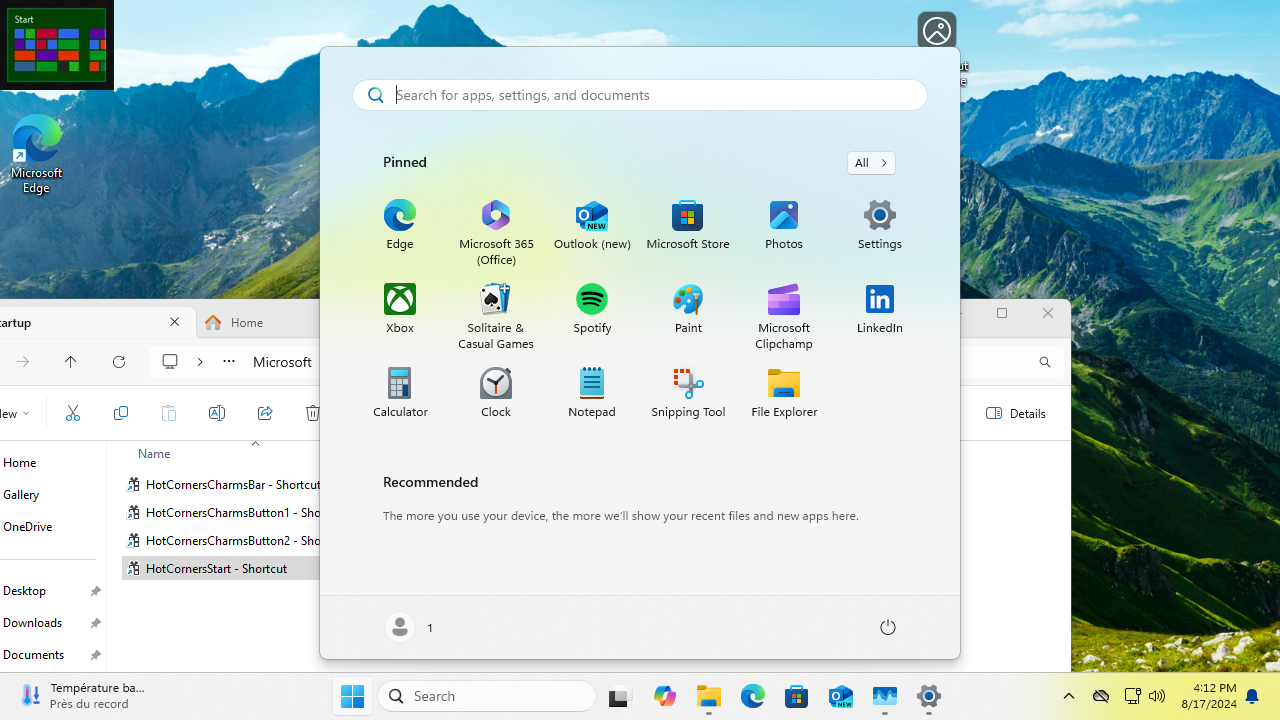 Start
Microsoft
Edge
Search for apps, settings, and documents
Pinned
All
Edge
Microsoft 365
(Office)
Outlook (new)
Microsoft Store
Photos
Settings
Xbox
Solitaire &
Casual Games
Spotify
Paint
Microsoft
Clipchamp
LinkedIn
Calculator
Clock
Notepad
Snipping Tool
File Explorer
Recommended
The more you use your device, the more we'll show your recent files and new apps here.
1
tartup
Home
Microsoft
ew
Details
Name
Home
Gallery
OneDrive
Desktop
Downloads
Documents
HotCornersCharmsBar - Shortcut
HotCornersCharmsButton1 - Sho
HotCornersCharmsButton2 - Sho
HotCornersStart - Shortcut
Température ba...
Près du record
Search
NEW
4:12 PM
8/17/2024